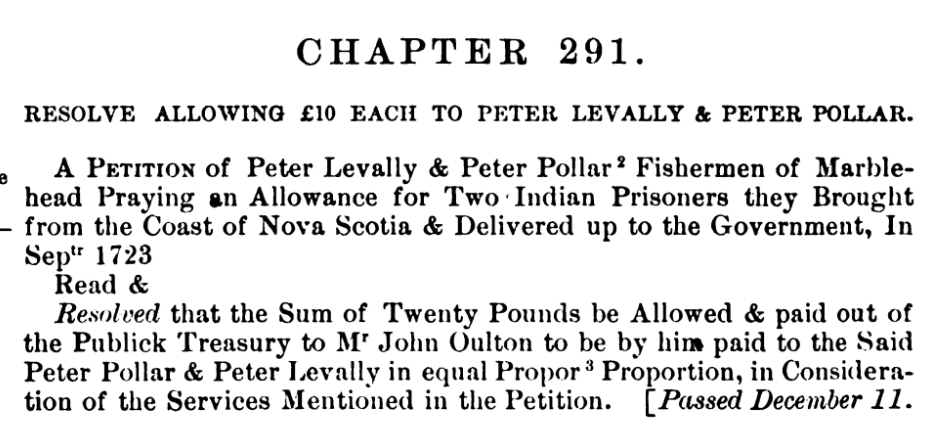 CHAPTER 291.
RESOLVE ALLOWING £10 EACH TO PETER LEVALLY & PETER POLLAR.
A PETITION of Peter Levally & Peter Pollar² Fishermen of Marble-
e
head Praying an Allowance for Two Indian Prisoners they Brought
– from the Coast of Nova Scotia & Delivered up to the Government, In
Sepᵗʳ 1723
Read &
Resolved that the Sum of Twenty Pounds be Allowed & paid out of
the Publick Treasury to Mʳ John Oulton to be by him paid to the Said
Peter Pollar & Peter Levally in equal Propor³ Proportion, in Considera-
tion of the Services Mentioned in the Petition. [Passed December 11.